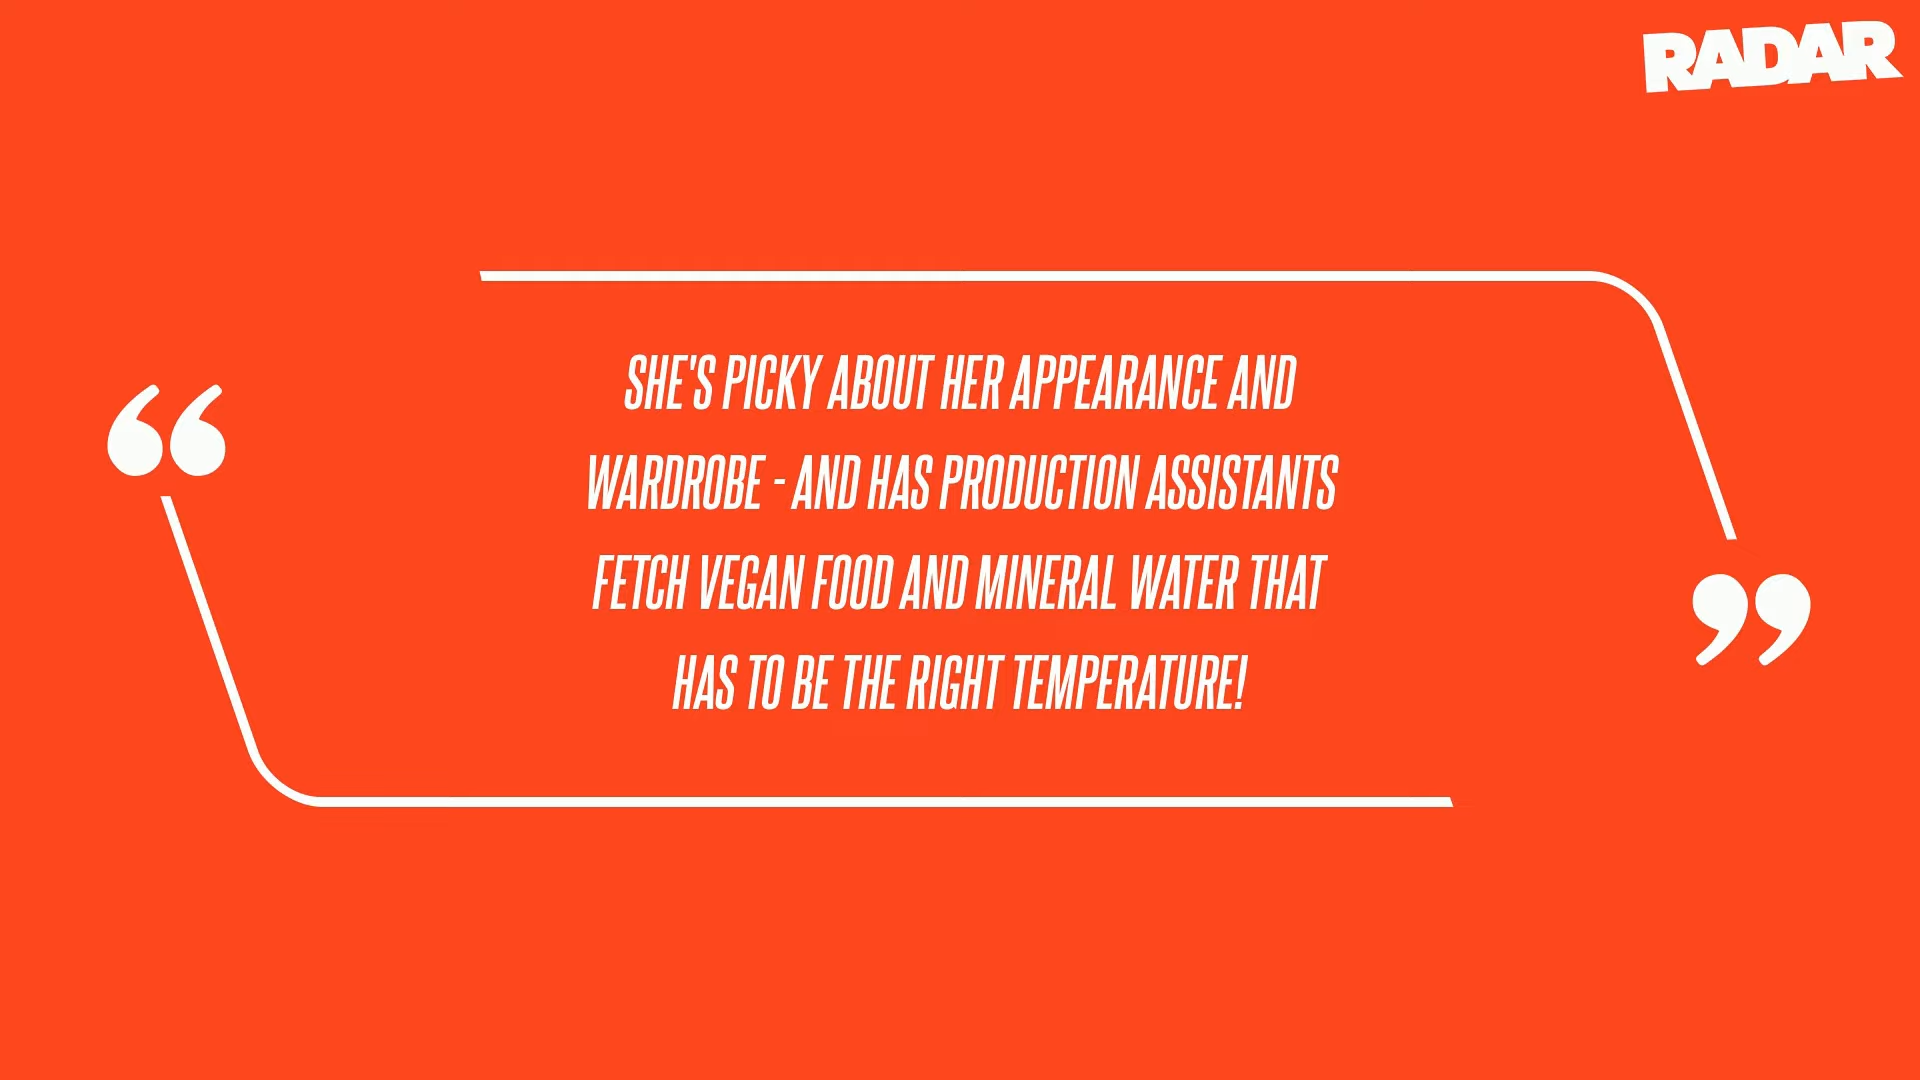 RADAR
SHE'S PICKY ABOUT HER APPEARANCE AND
WARDROBE - AND HAS PRODUCTION ASSISTANTS
FETCH VEGAN FOOD AND MINERAL WATER THAT
HAS TO BE THE RIGHT TEMPERATURE!